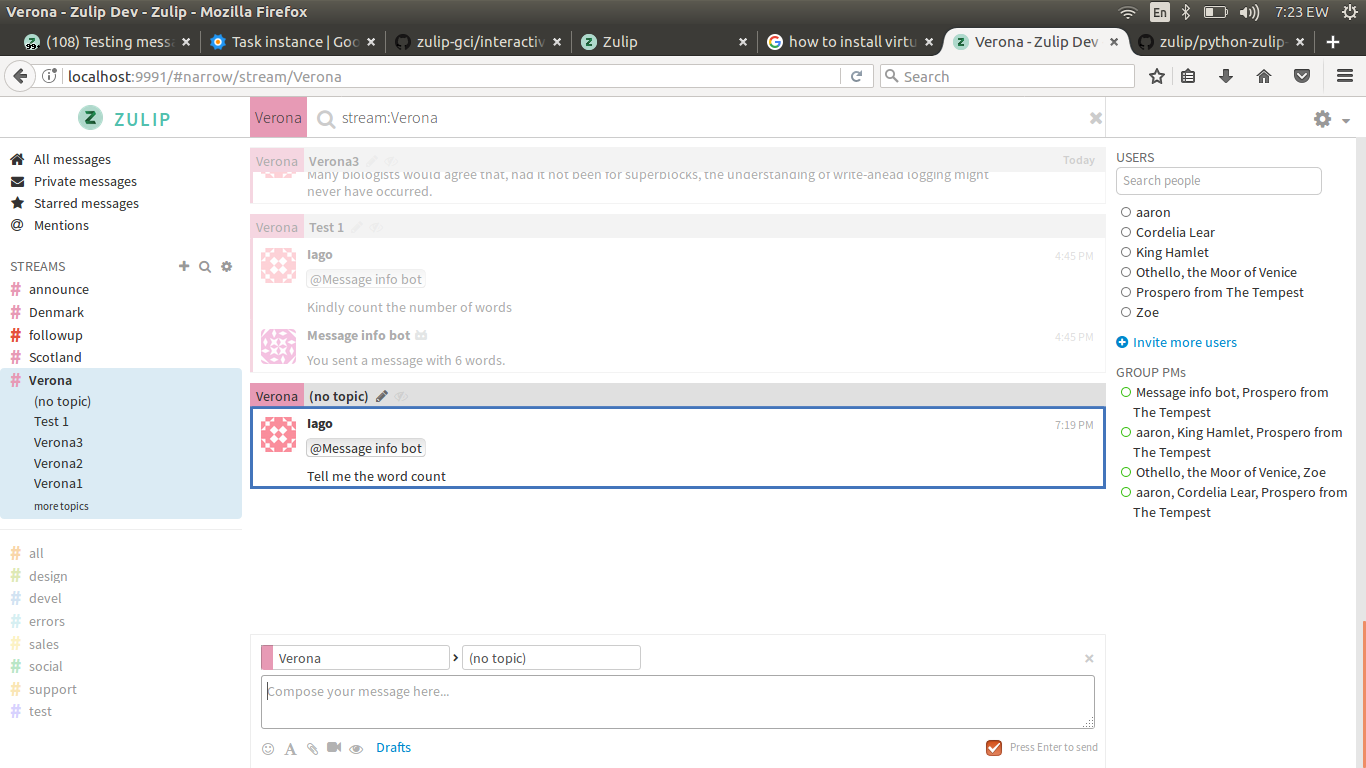 Verona - Zulip Dev - Zulip - Mozilla Firefox
En
7:23 EW
99+
(108) Testing messa
Task instance | Goo
zulip-gci/interactiv
Zulip
how to install virtu
Verona - Zulip Dev
zulip/python-zulip-
localhost:9991/#narrow/stream/Verona
Search
ZULIP
Verona
stream:Verona
All messages
Private messages
Starred messages
Mentions
STREAMS
# announce
# Denmark
# followup
# Scotland
# Verona
(no topic)
Test 1
Verona3
Verona2
Verona1
more topics
# all
# design
# devel
# errors
# sales
# social
# support
# test
Verona Verona3 Today
Many biologists would agree that, had it not been for superblocks, the understanding of write-ahead logging might
never have occurred.
Verona Test 1
Iago 4:45 PM
@Message info bot
Kindly count the number of words
Message info bot 4:45 PM
You sent a message with 6 words.
Verona (no topic)
Iago 7:19 PM
@Message info bot
Tell me the word count
Verona > (no topic)
Compose your message here...
Drafts
Press Enter to send
USERS
Search people
aaron
Cordelia Lear
King Hamlet
Othello, the Moor of Venice
Prospero from The Tempest
Zoe
Invite more users
GROUP PMs
Message info bot, Prospero from
The Tempest
aaron, King Hamlet, Prospero from
The Tempest
Othello, the Moor of Venice, Zoe
aaron, Cordelia Lear, Prospero from
The Tempest